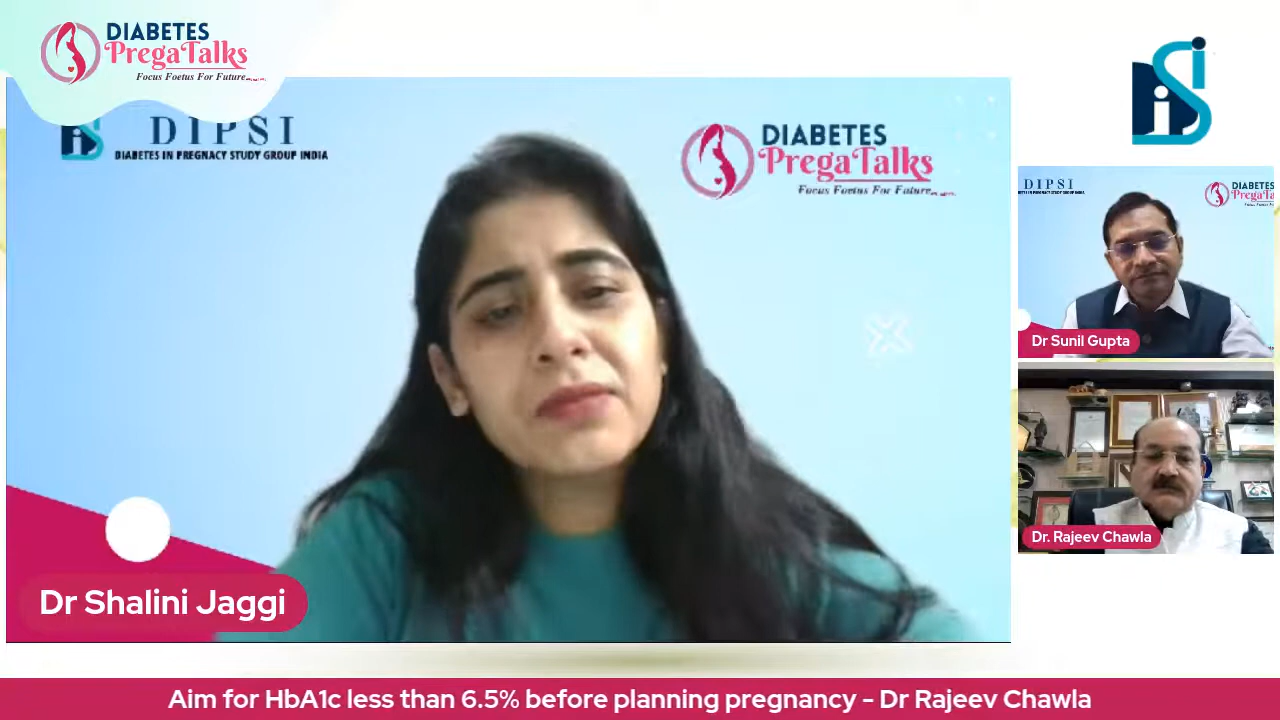 DIABETES
PregaTalks
Focus Foetus For Future....
DIPSI
DIABETES IN PREGNANCY STUDY GROUP INDIA
DIABETES
PregaTalks
Focus Foetus For Future....
Dr Shalini Jaggi
DIPSI
DIABETES
Dr Sunil Gupta
Dr. Rajeev Chawla
Aim for HbA1c less than 6.5% before planning pregnancy - Dr Rajeev Chawla